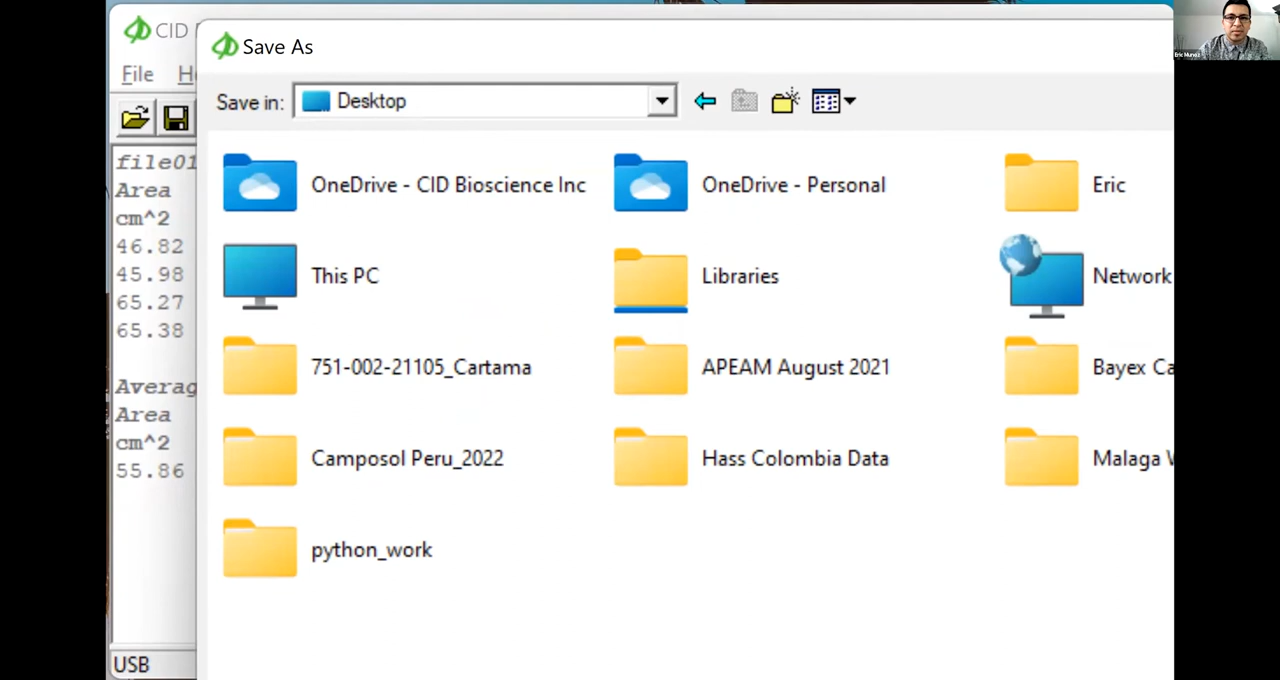 CID
Save As
File
Save in:
Desktop
file01
Area
cm^2
46.82
45.98
65.27
65.38
Averag
Area
cm^2
55.86
USB
OneDrive - CID Bioscience Inc
OneDrive - Personal
Eric
This PC
Libraries
Network
751-002-21105_Cartama
APEAM August 2021
Bayex Ca
Camposol Peru_2022
Hass Colombia Data
Malaga
python_work